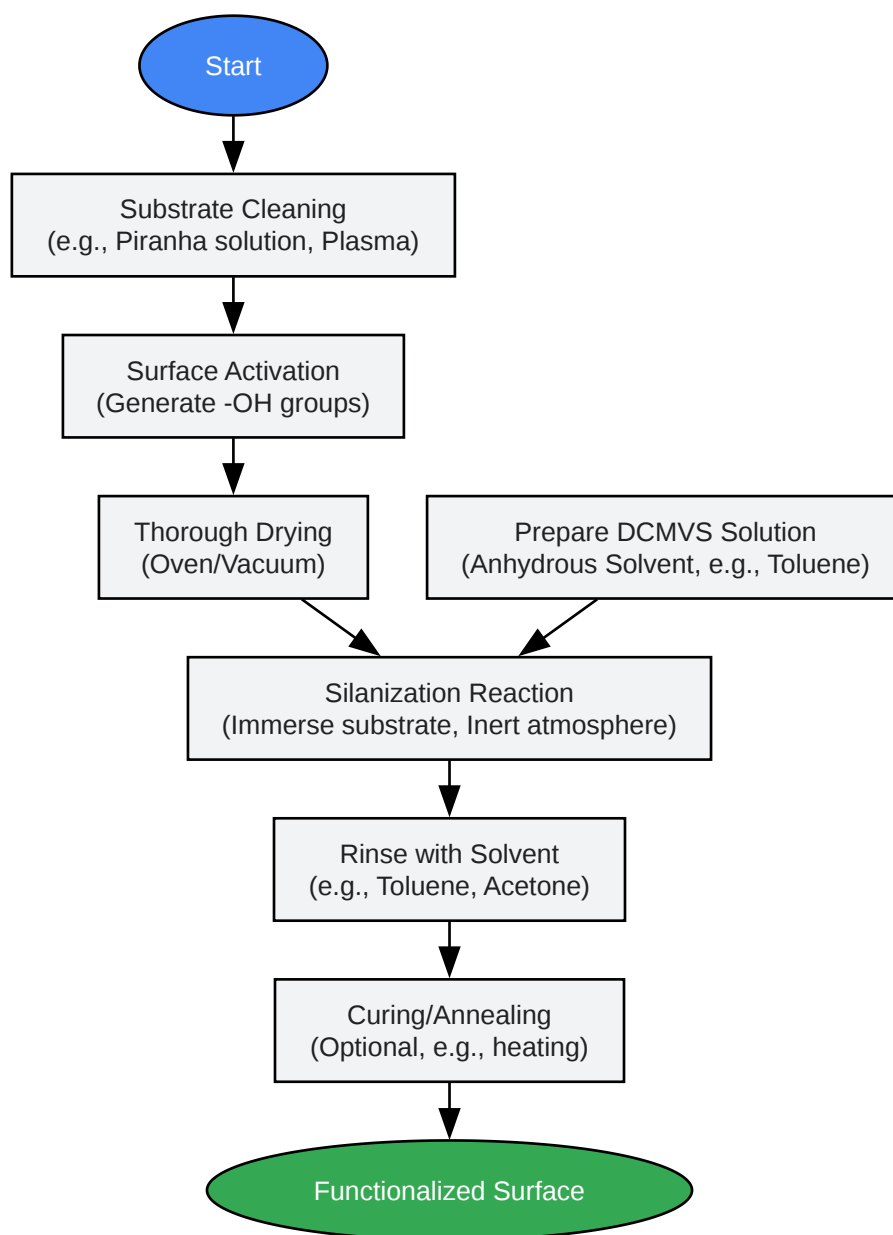 Start
Substrate Cleaning
(e.g., Piranha solution, Plasma)
Surface Activation
(Generate -OH groups)
Thorough Drying
(Oven/Vacuum)
Prepare DCMVS Solution
(Anhydrous Solvent, e.g., Toluene)
Silanization Reaction
(Immerse substrate, Inert atmosphere)
Rinse with Solvent
(e.g., Toluene, Acetone)
Curing/Annealing
(Optional, e.g., heating)
Functionalized Surface